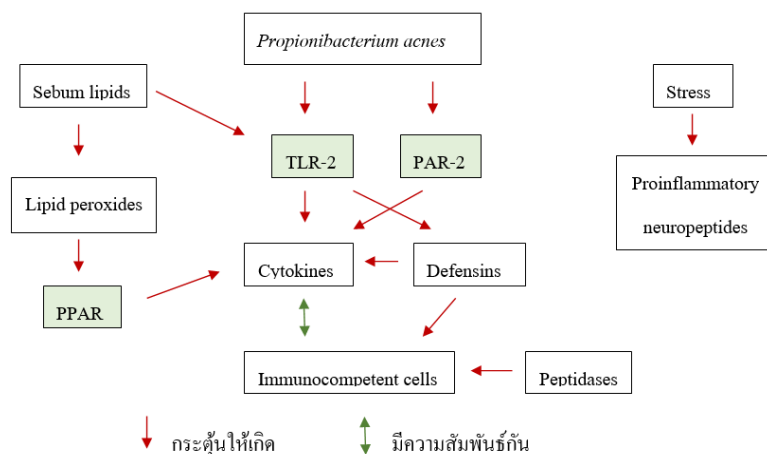 Propionibacterium acnes
Sebum lipids
Stress
TLR-2
PAR-2
Lipid peroxides
Proinflammatory
neuropeptides
Cytokines
Defensins
PPAR
Immunocompetent cells
Peptidases
กระตุ้นให้เกิด
มีความสัมพันธ์กัน